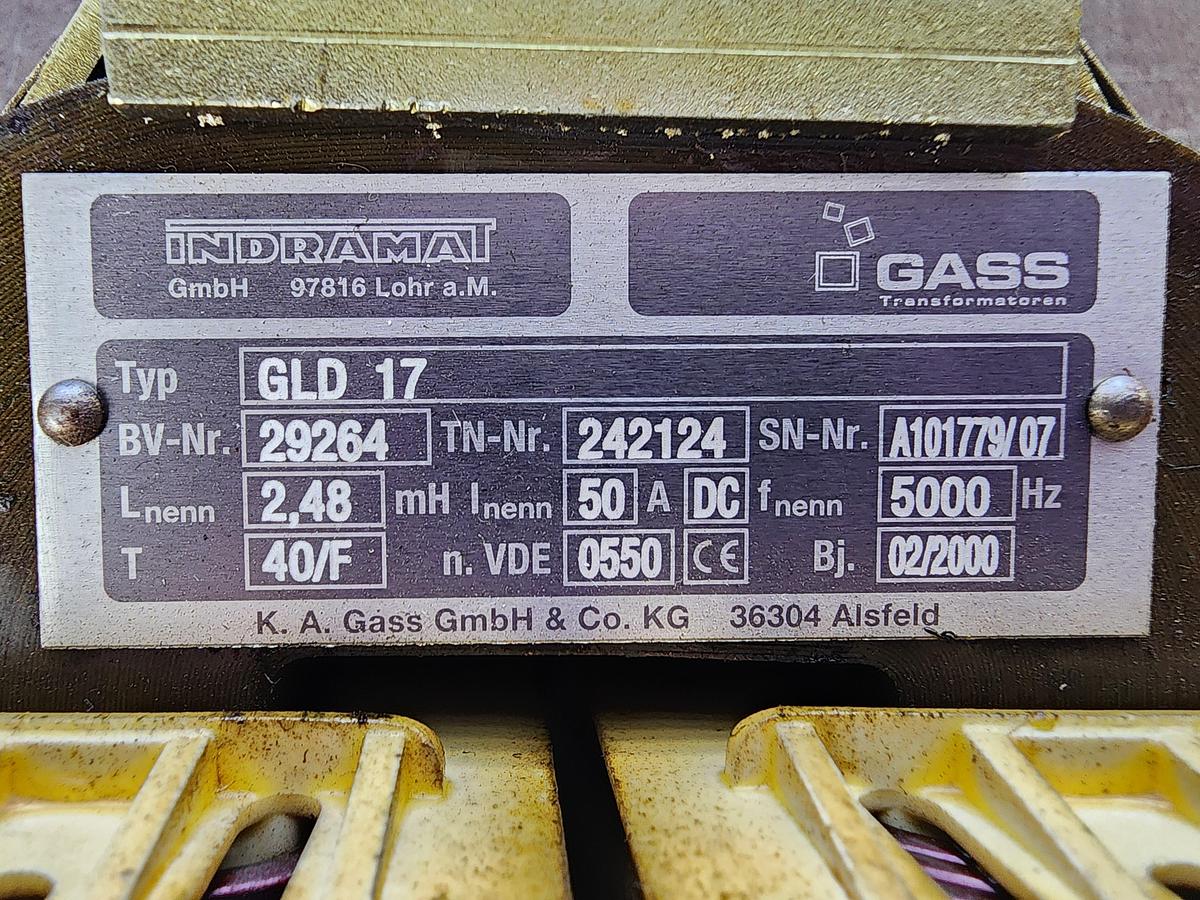 INDRAMAT
GmbH 97816 Lohr a.M.
GASS
Transformatoren
Typ GLD 17
BV-Nr. 29264 TN-Nr. 242124 SN-Nr. A101779/07
Lnenn 2,48 mH Inenn 50 A DC fnenn 5000 Hz
T 40/F n. VDE 0550 CE Bj. 02/2000
K. A. Gass GmbH & Co. KG 36304 Alsfeld